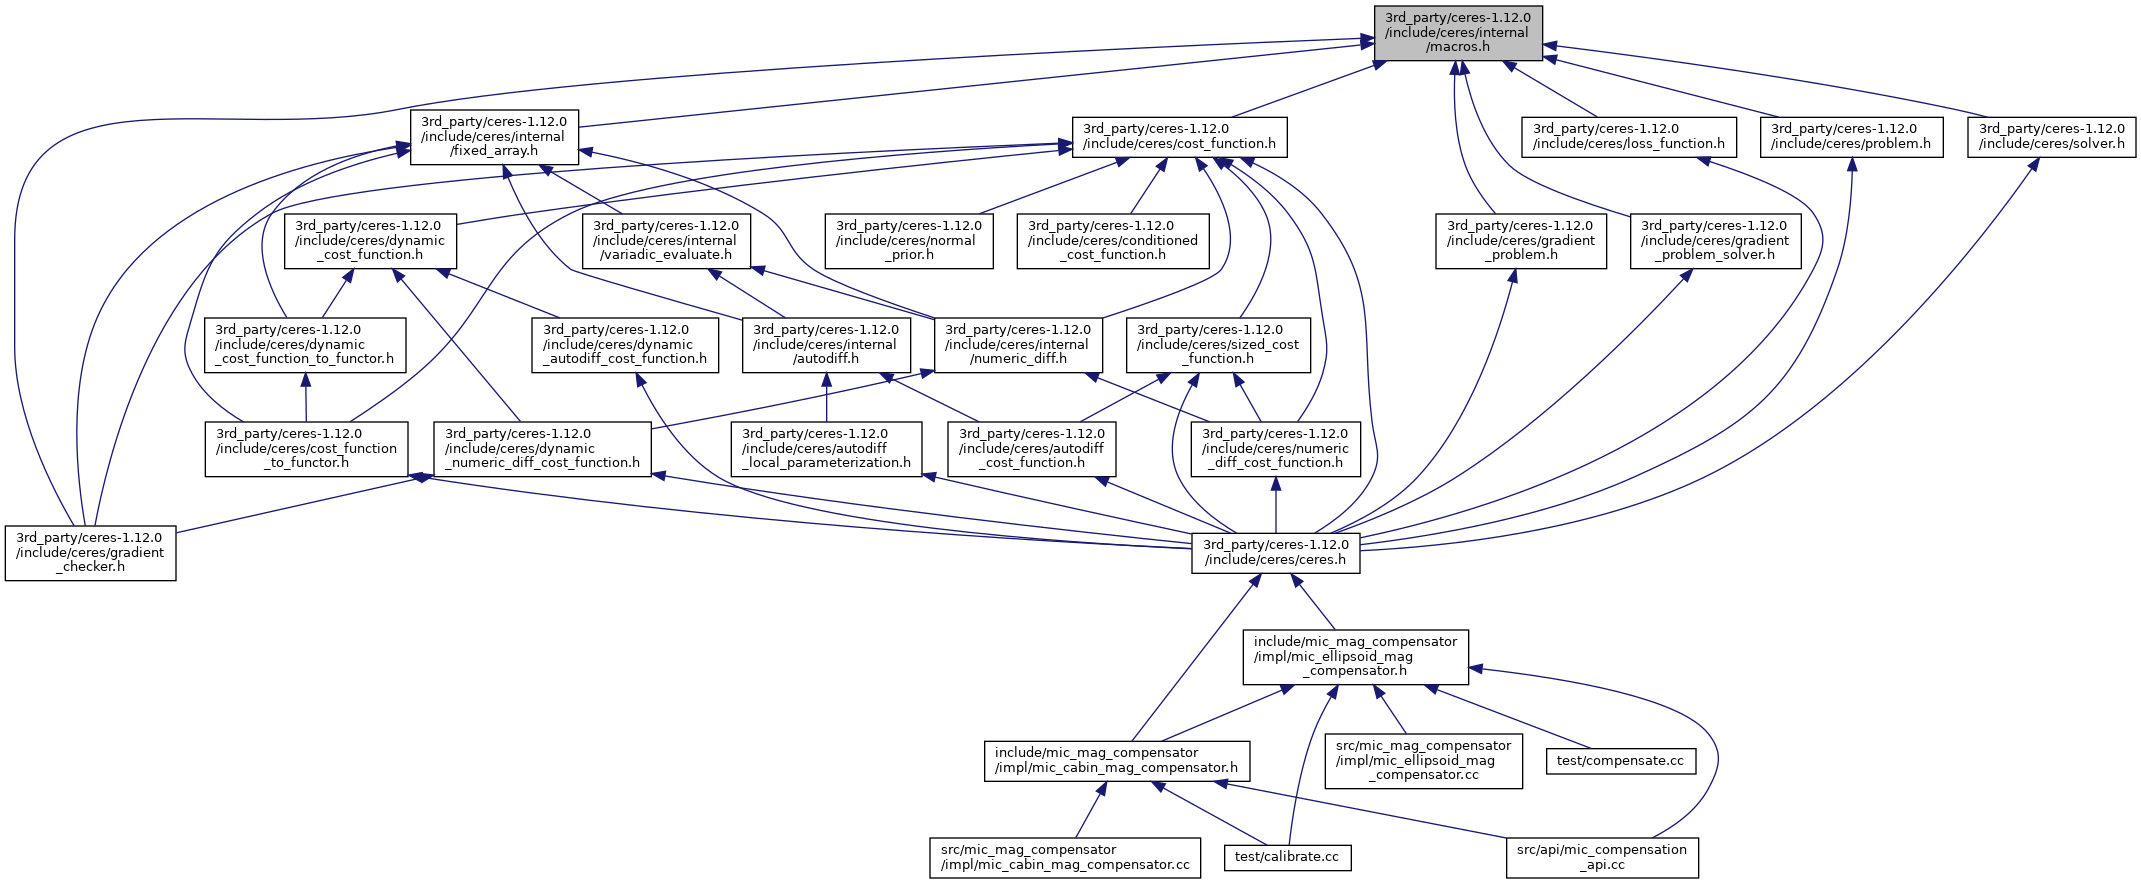 3rd_party/ceres-1.12.0
/include/ceres/internal
/macros.h
3rd_party/ceres-1.12.0
/include/ceres/internal
/fixed_array.h
3rd_party/ceres-1.12.0
/include/ceres/cost_function.h
3rd_party/ceres-1.12.0
/include/ceres/loss_function.h
3rd_party/ceres-1.12.0
/include/ceres/problem.h
3rd_party/ceres-1.12.0
/include/ceres/solver.h
3rd_party/ceres-1.12.0
/include/ceres/dynamic
_cost_function.h
3rd_party/ceres-1.12.0
/include/ceres/internal
/variadic_evaluate.h
3rd_party/ceres-1.12.0
/include/ceres/normal
_prior.h
3rd_party/ceres-1.12.0
/include/ceres/conditioned
_cost_function.h
3rd_party/ceres-1.12.0
/include/ceres/gradient
_problem.h
3rd_party/ceres-1.12.0
/include/ceres/gradient
_problem_solver.h
3rd_party/ceres-1.12.0
/include/ceres/dynamic
_cost_function_to_functor.h
3rd_party/ceres-1.12.0
/include/ceres/dynamic
_autodiff_cost_function.h
3rd_party/ceres-1.12.0
/include/ceres/internal
/autodiff.h
3rd_party/ceres-1.12.0
/include/ceres/internal
/numeric_diff.h
3rd_party/ceres-1.12.0
/include/ceres/sized_cost
_function.h
3rd_party/ceres-1.12.0
/include/ceres/cost_function
_to_functor.h
3rd_party/ceres-1.12.0
/include/ceres/dynamic
_numeric_diff_cost_function.h
3rd_party/ceres-1.12.0
/include/ceres/autodiff
_local_parameterization.h
3rd_party/ceres-1.12.0
/include/ceres/autodiff
_cost_function.h
3rd_party/ceres-1.12.0
/include/ceres/numeric
_diff_cost_function.h
3rd_party/ceres-1.12.0
/include/ceres/gradient
_checker.h
3rd_party/ceres-1.12.0
/include/ceres/ceres.h
include/mic_mag_compensator
/impl/mic_ellipsoid_mag
_compensator.h
include/mic_mag_compensator
/impl/mic_cabin_mag_compensator.h
src/mic_mag_compensator
/impl/mic_ellipsoid_mag
_compensator.cc
test/compensate.cc
src/mic_mag_compensator
/impl/mic_cabin_mag_compensator.cc
test/calibrate.cc
src/api/mic_compensation
_api.cc